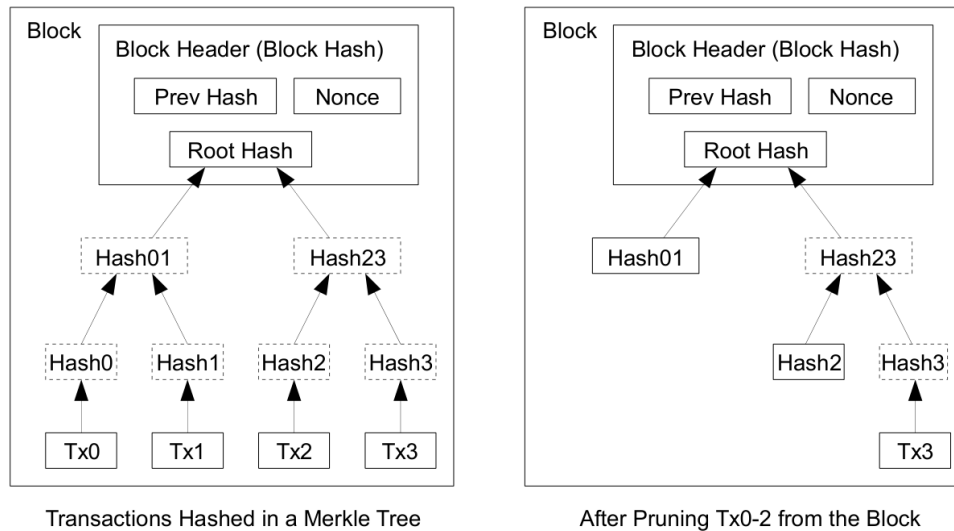 Block
Block Header (Block Hash)
Prev Hash
Nonce
Root Hash
Hash01
Hash23
Hash0
Hash1
Hash2
Hash3
Tx0
Tx1
Tx2
Tx3
Transactions Hashed in a Merkle Tree
Block
Block Header (Block Hash)
Prev Hash
Nonce
Root Hash
Hash01
Hash23
Hash2
Hash3
Tx3
After Pruning Tx0-2 from the Block